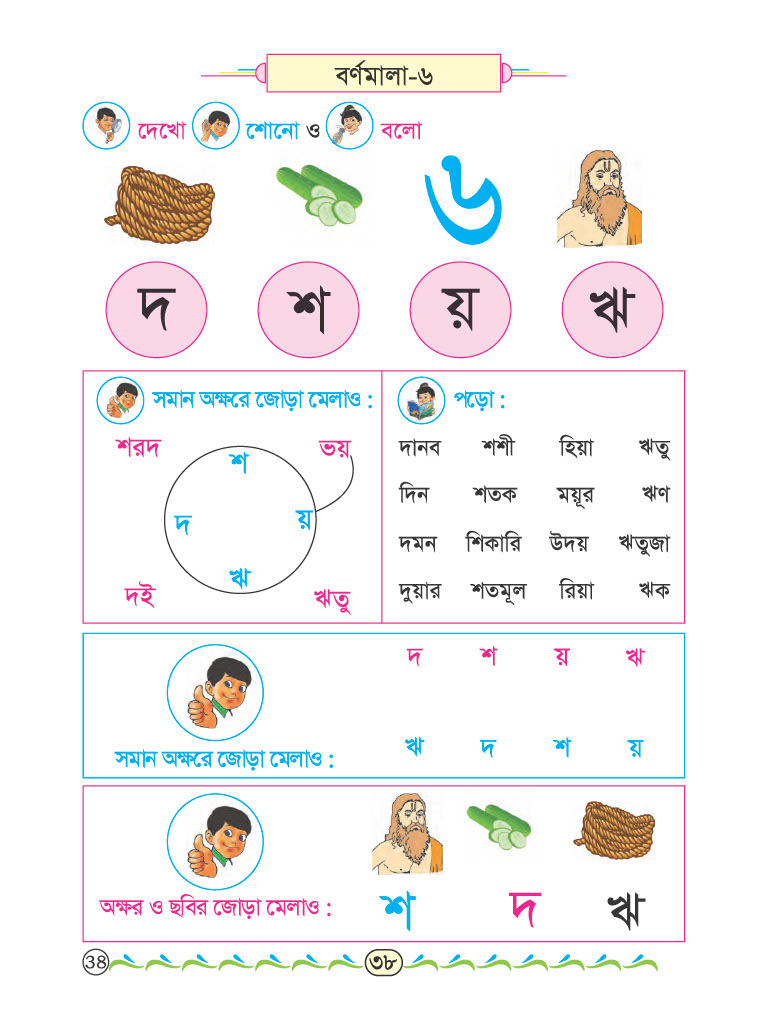 বর্ণমালা-৬
দেখো শোনো ও বলো
৬
দ শ য় ঋ
সমান অক্ষরে জোড়া মেলাও :
শরদ ভয়
শ
দ য়
ঋ
দই ঋতু
পড়ো :
দানব শশী হিয়া ঋতু
দিন শতক ময়ূর ঋণ
দমন শিকারি উদয় ঋতুজা
দুয়ার শতমূল রিয়া ঋক
দ শ য় ঋ
ঋ দ শ য়
সমান অক্ষরে জোড়া মেলাও :
অক্ষর ও ছবির জোড়া মেলাও :
শ দ ঋ
38 ৩৮